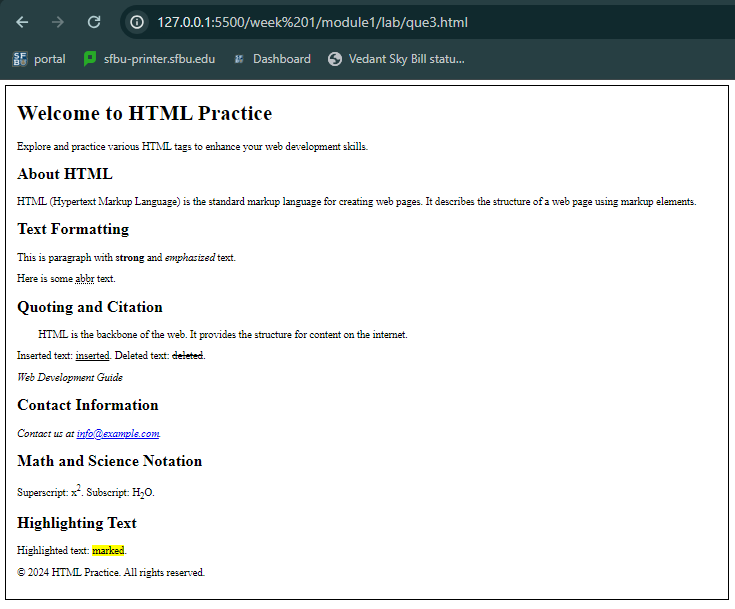 127.0.0.1:5500/week%201/module1/lab/que3.html
SF BU portal sfbu-printer.sfbu.edu Dashboard Vedant Sky Bill statu...
Welcome to HTML Practice
Explore and practice various HTML tags to enhance your web development skills.
About HTML
HTML (Hypertext Markup Language) is the standard markup language for creating web pages. It describes the structure of a web page using markup elements.
Text Formatting
This is paragraph with strong and emphasized text.
Here is some abbr text.
Quoting and Citation
HTML is the backbone of the web. It provides the structure for content on the internet.
Inserted text: inserted. Deleted text: deleted.
Web Development Guide
Contact Information
Contact us at info@example.com.
Math and Science Notation
Superscript: x². Subscript: H₂O.
Highlighting Text
Highlighted text: marked.
© 2024 HTML Practice. All rights reserved.